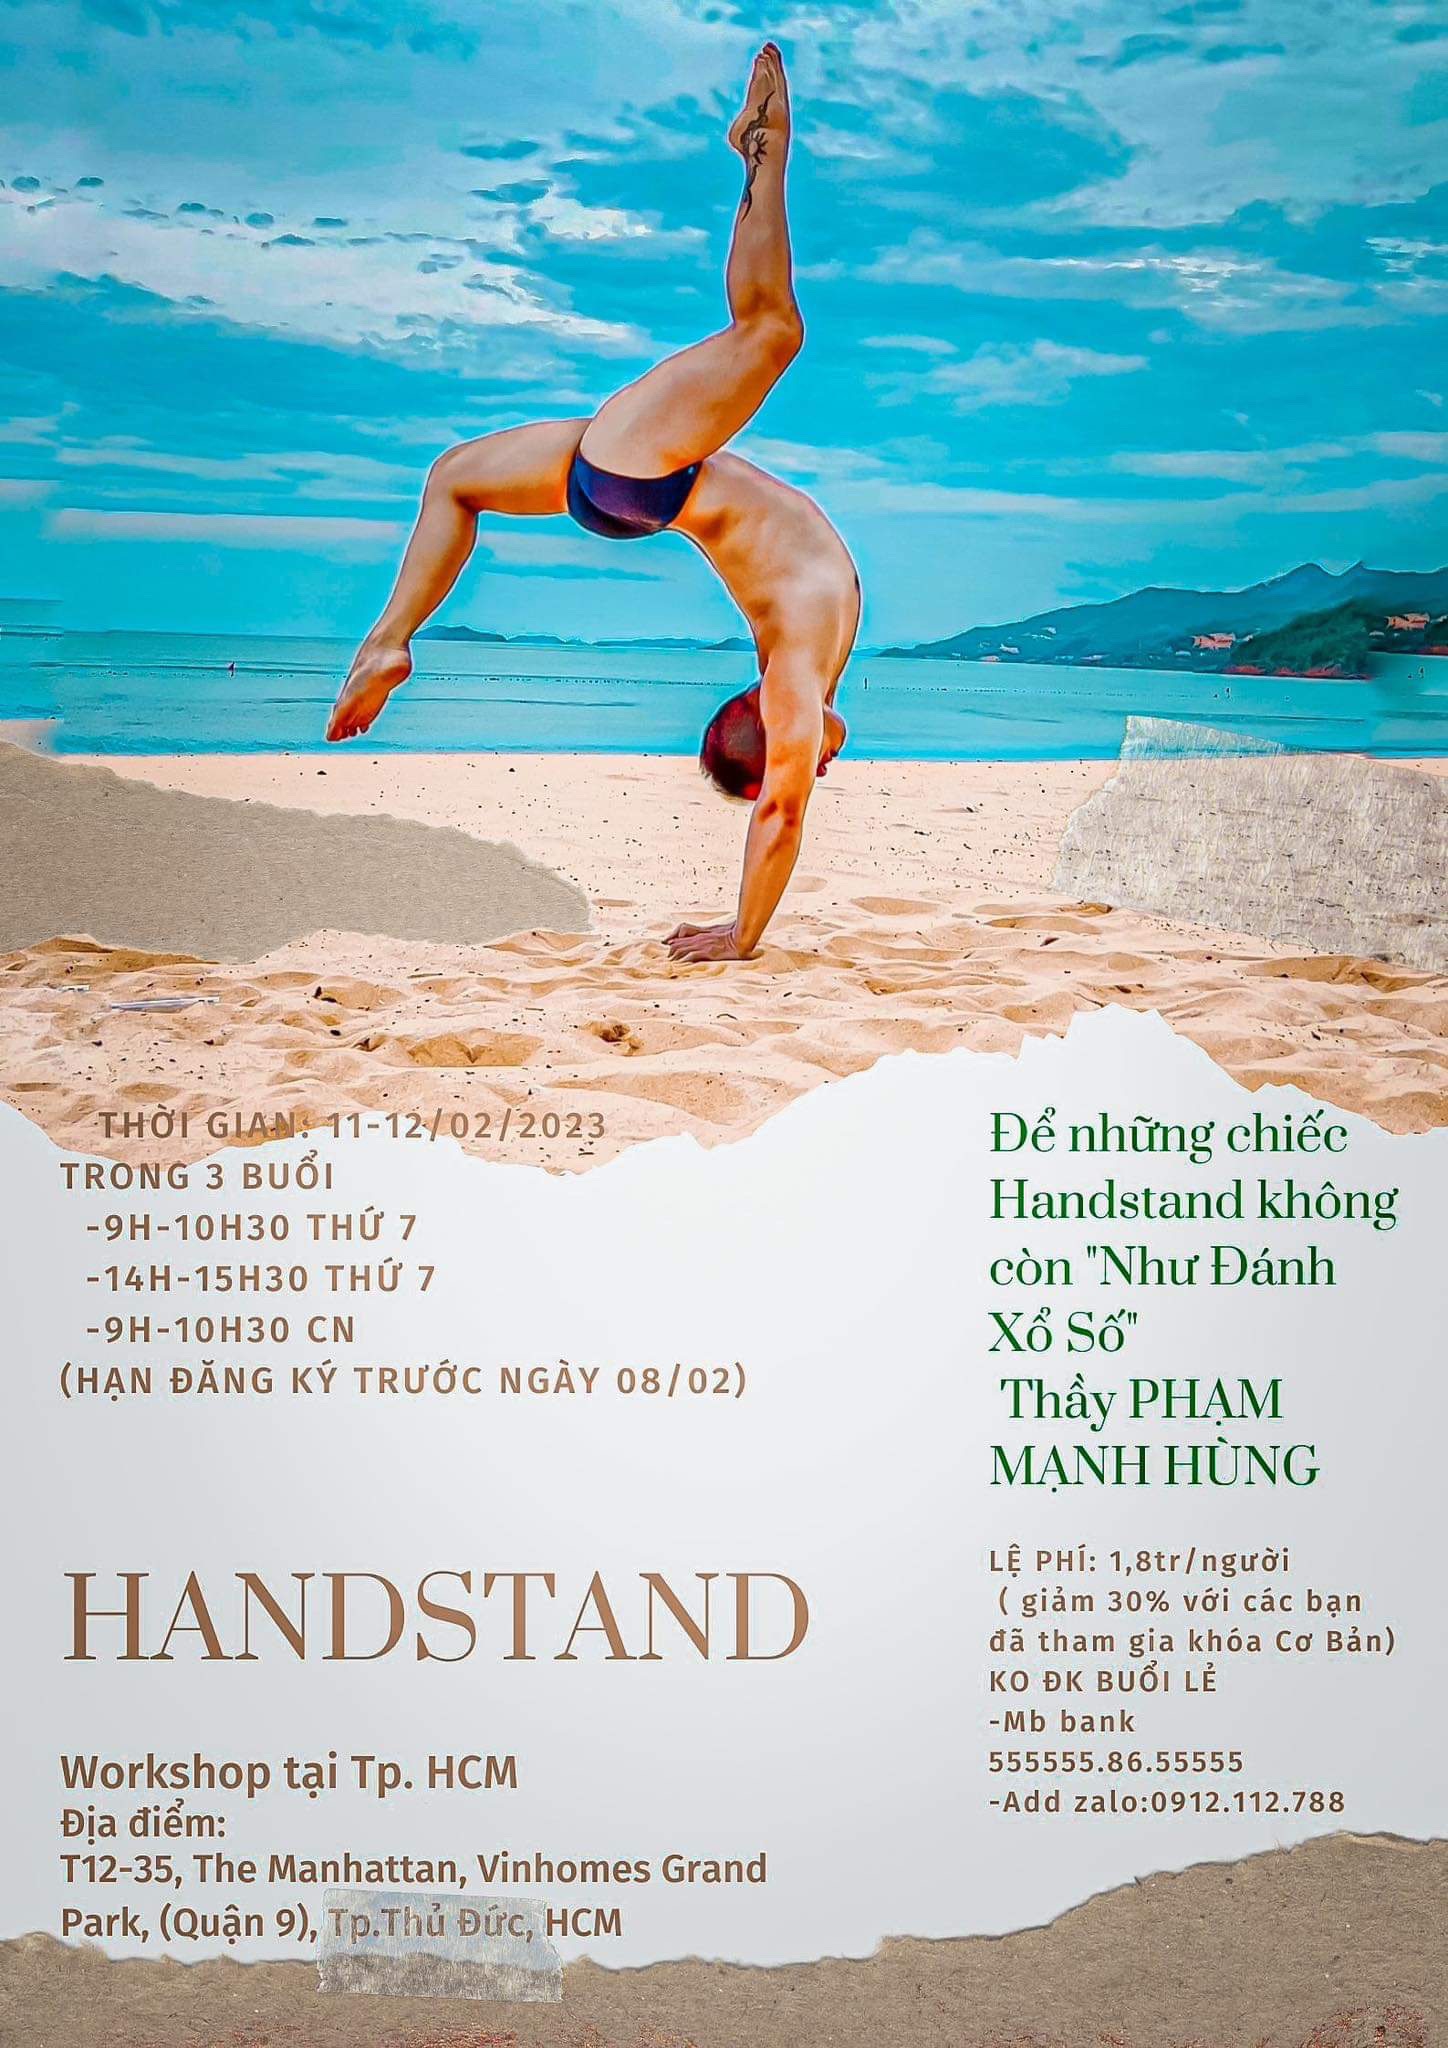 THỜI GIAN: 11-12/02/2023
TRONG 3 BUỔI
-9H-10H30 THỨ 7
-14H-15H30 THỨ 7
-9H-10H30 CN
(HẠN ĐĂNG KÝ TRƯỚC NGÀY 08/02)
HANDSTAND
Workshop tại Tp. HCM
Địa điểm:
T12-35, The Manhattan, Vinhomes Grand
Park, (Quận 9), Tp.Thủ Đức, HCM
Để những chiếc
Handstand không
còn "Như Đánh
Xổ Số"
Thầy PHẠM
MẠNH HÙNG
LỆ PHÍ: 1,8tr/người
( giảm 30% với các bạn
đã tham gia khóa Cơ Bản)
KO ĐK BUỔI LẺ
-Mb bank
555555.86.55555
-Add zalo:0912.112.788